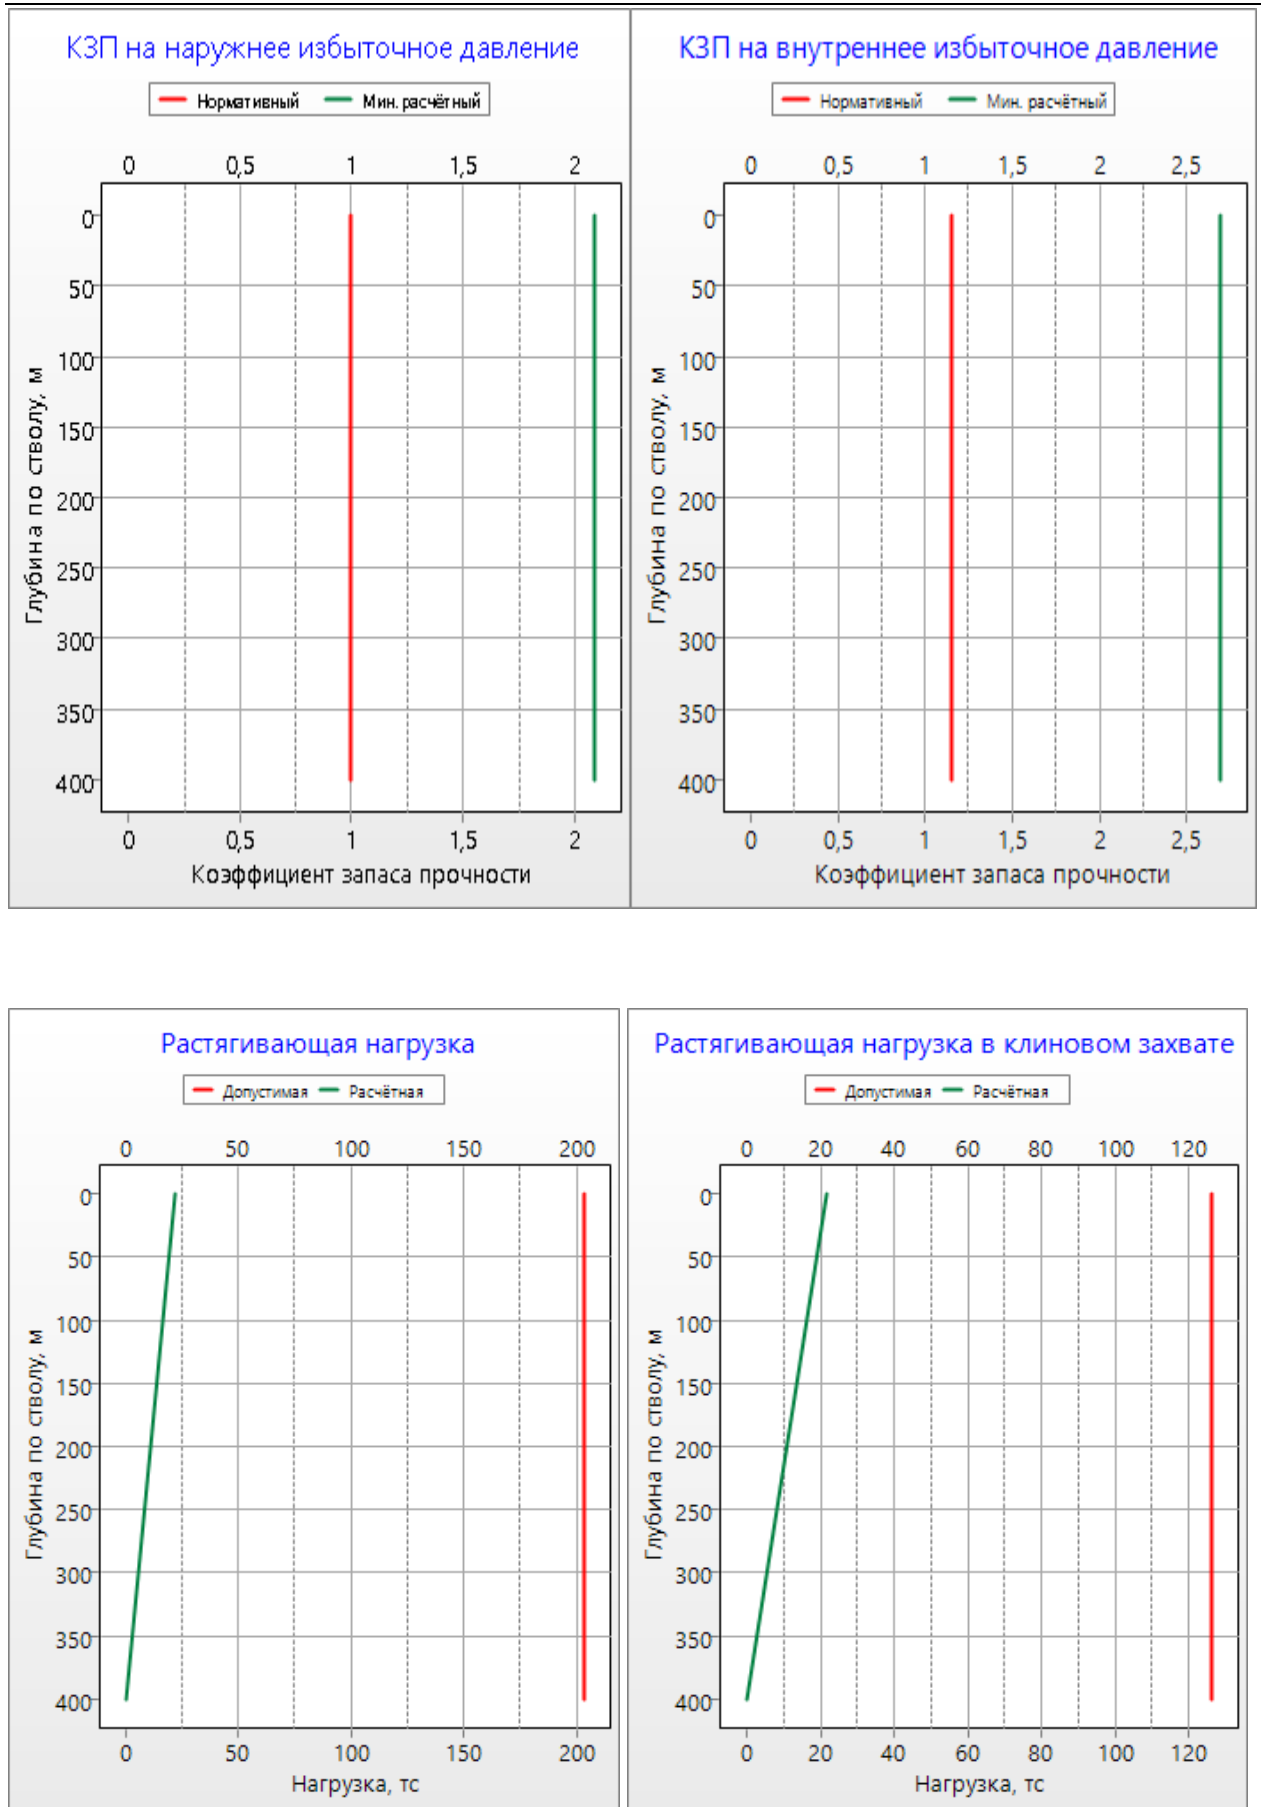 КЗП на наружнее избыточное давление
Нормативный Мин. расчётный
0 0,5 1 1,5 2
0
50
100
150
200
250
300
350
400
Глубина по стволу, м
0 0,5 1 1,5 2
Коэффициент запаса прочности
КЗП на внутреннее избыточное давление
Нормативный Мин. расчётный
0 0,5 1 1,5 2 2,5
0
50
100
150
200
250
300
350
400
Глубина по стволу, м
0 0,5 1 1,5 2 2,5
Коэффициент запаса прочности
Растягивающая нагрузка
Допустимая Расчётная
0 50 100 150 200
0
50
100
150
200
250
300
350
400
Глубина по стволу, м
0 50 100 150 200
Нагрузка, тс
Растягивающая нагрузка в клиновом захвате
Допустимая Расчётная
0 20 40 60 80 100 120
0
50
100
150
200
250
300
350
400
Глубина по стволу, м
0 20 40 60 80 100 120
Нагрузка, тс